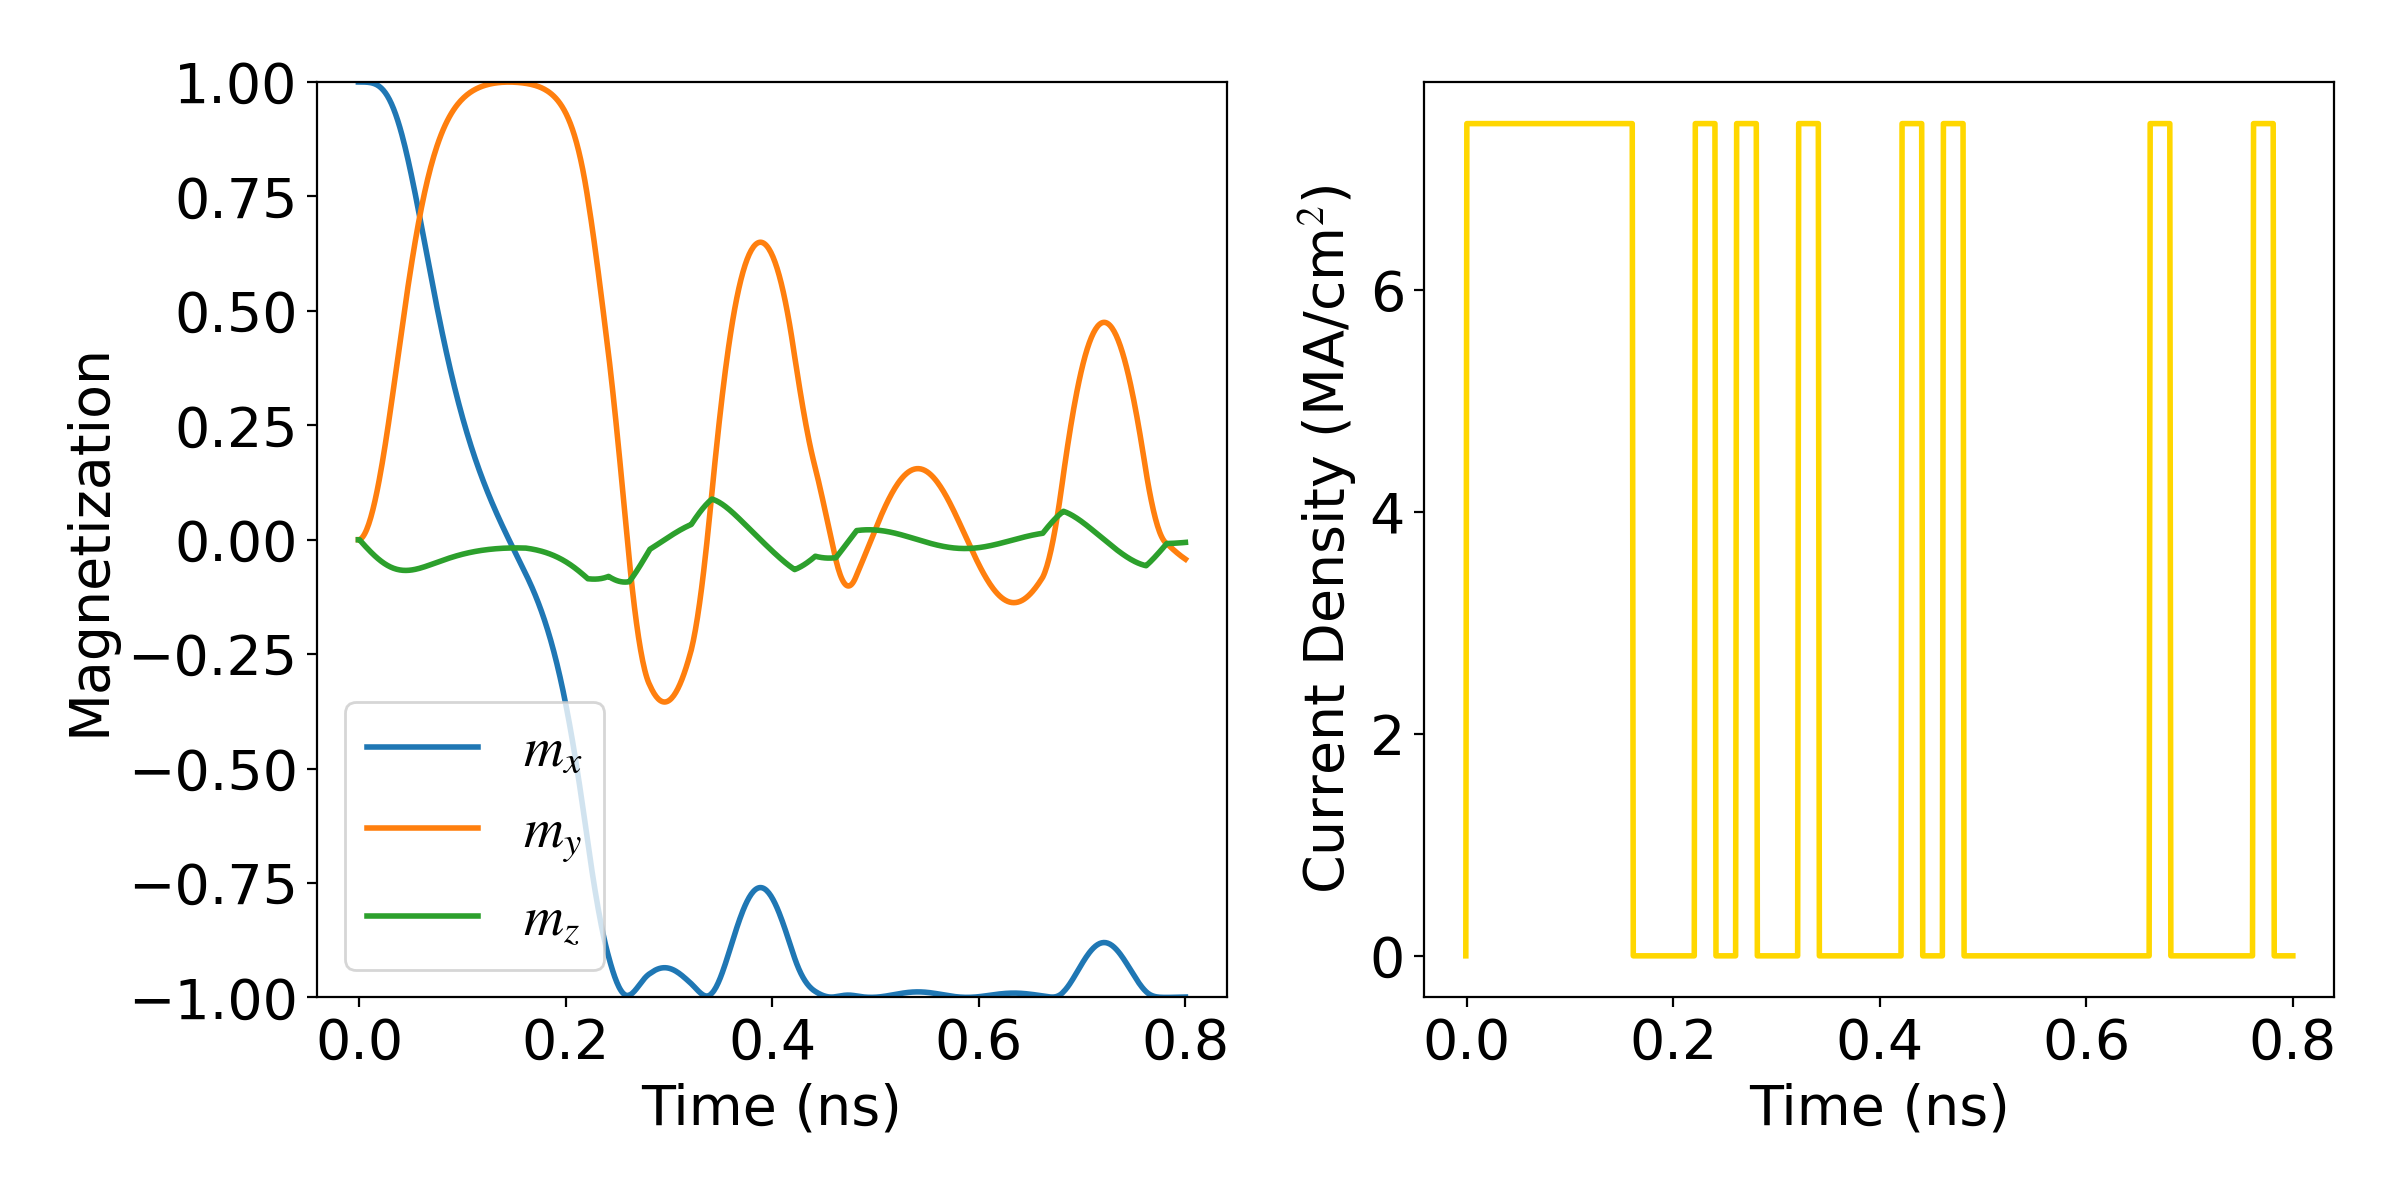 Magnetization
1.00
0.75
0.50
0.25
0.00
−0.25
−0.50
−0.75
−1.00
m_x
m_y
m_z
0.0 0.2 0.4 0.6 0.8
Time (ns)
Current Density (MA/cm²)
6
4
2
0
0.0 0.2 0.4 0.6 0.8
Time (ns)